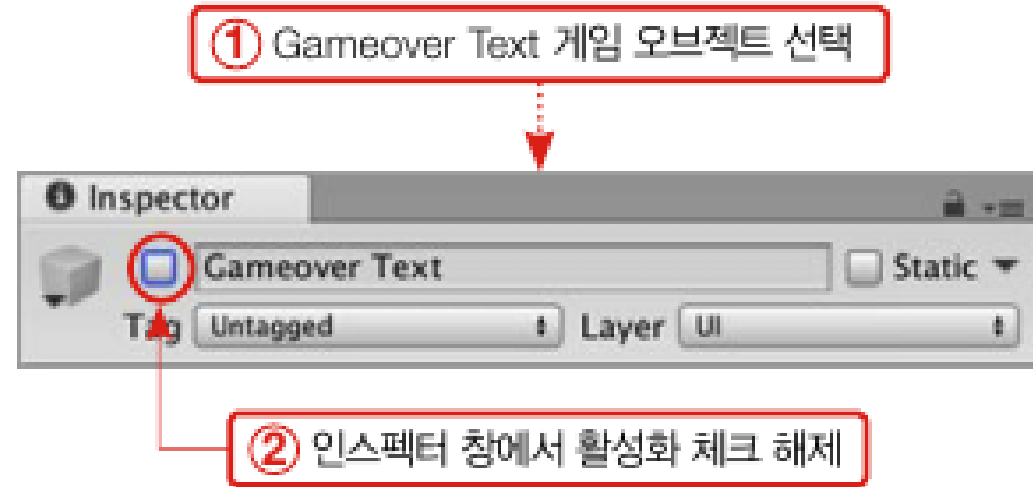 ① Gameover Text 게임 오브젝트 선택
Inspector
Gameover Text Static
Tag Untagged Layer UI
② 인스펙터 창에서 활성화 체크 해제